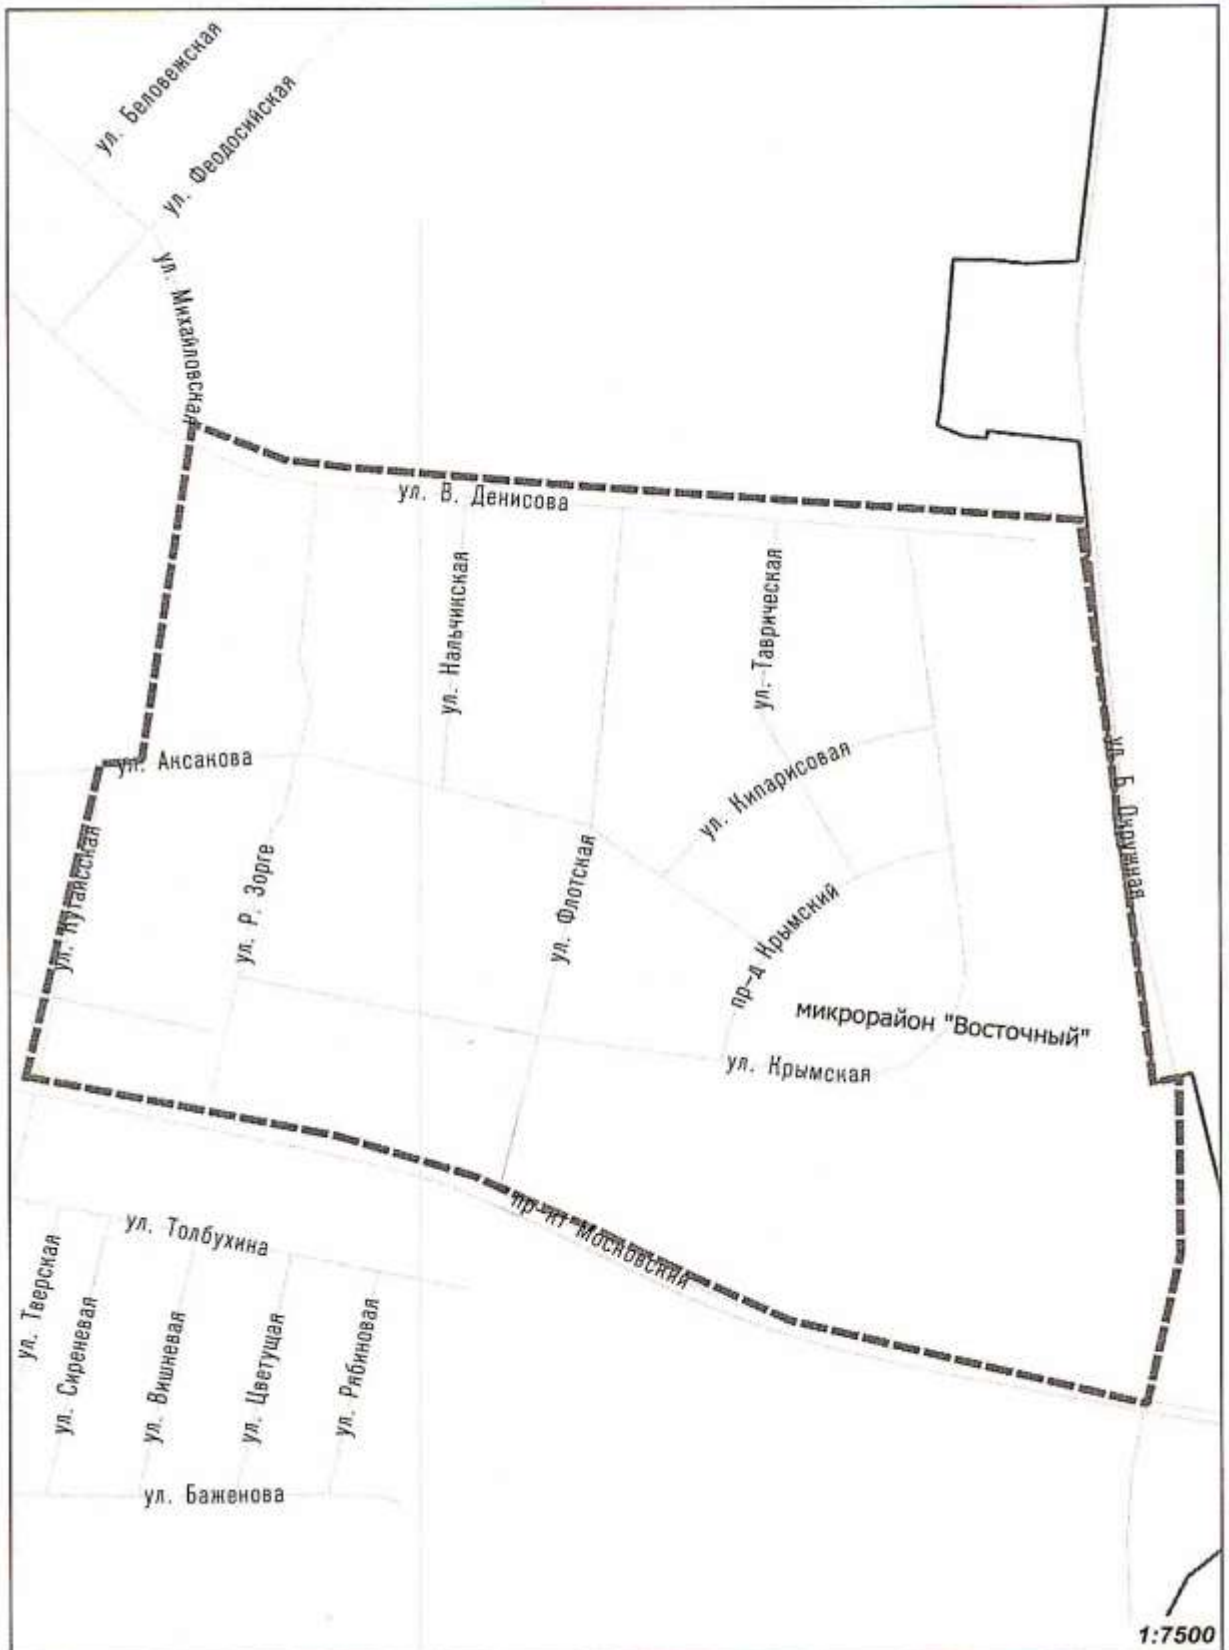 ул. Беловежская
ул. Феодосийская
ул. Михайловская
ул. В. Денисова
ул. Нальчикская
ул. Таврическая
ул. Аксакова
ул. Кипарисовая
ул. Б. Окружная
ул. Кутаисская
ул. Р. Зорге
ул. Флотская
пр-д Крымский
микрорайон "Восточный"
ул. Крымская
пр-кт Московский
ул. Толбухина
ул. Тверская
ул. Сиреневая
ул. Вишневая
ул. Цветущая
ул. Рябиновая
ул. Баженова
1:7500